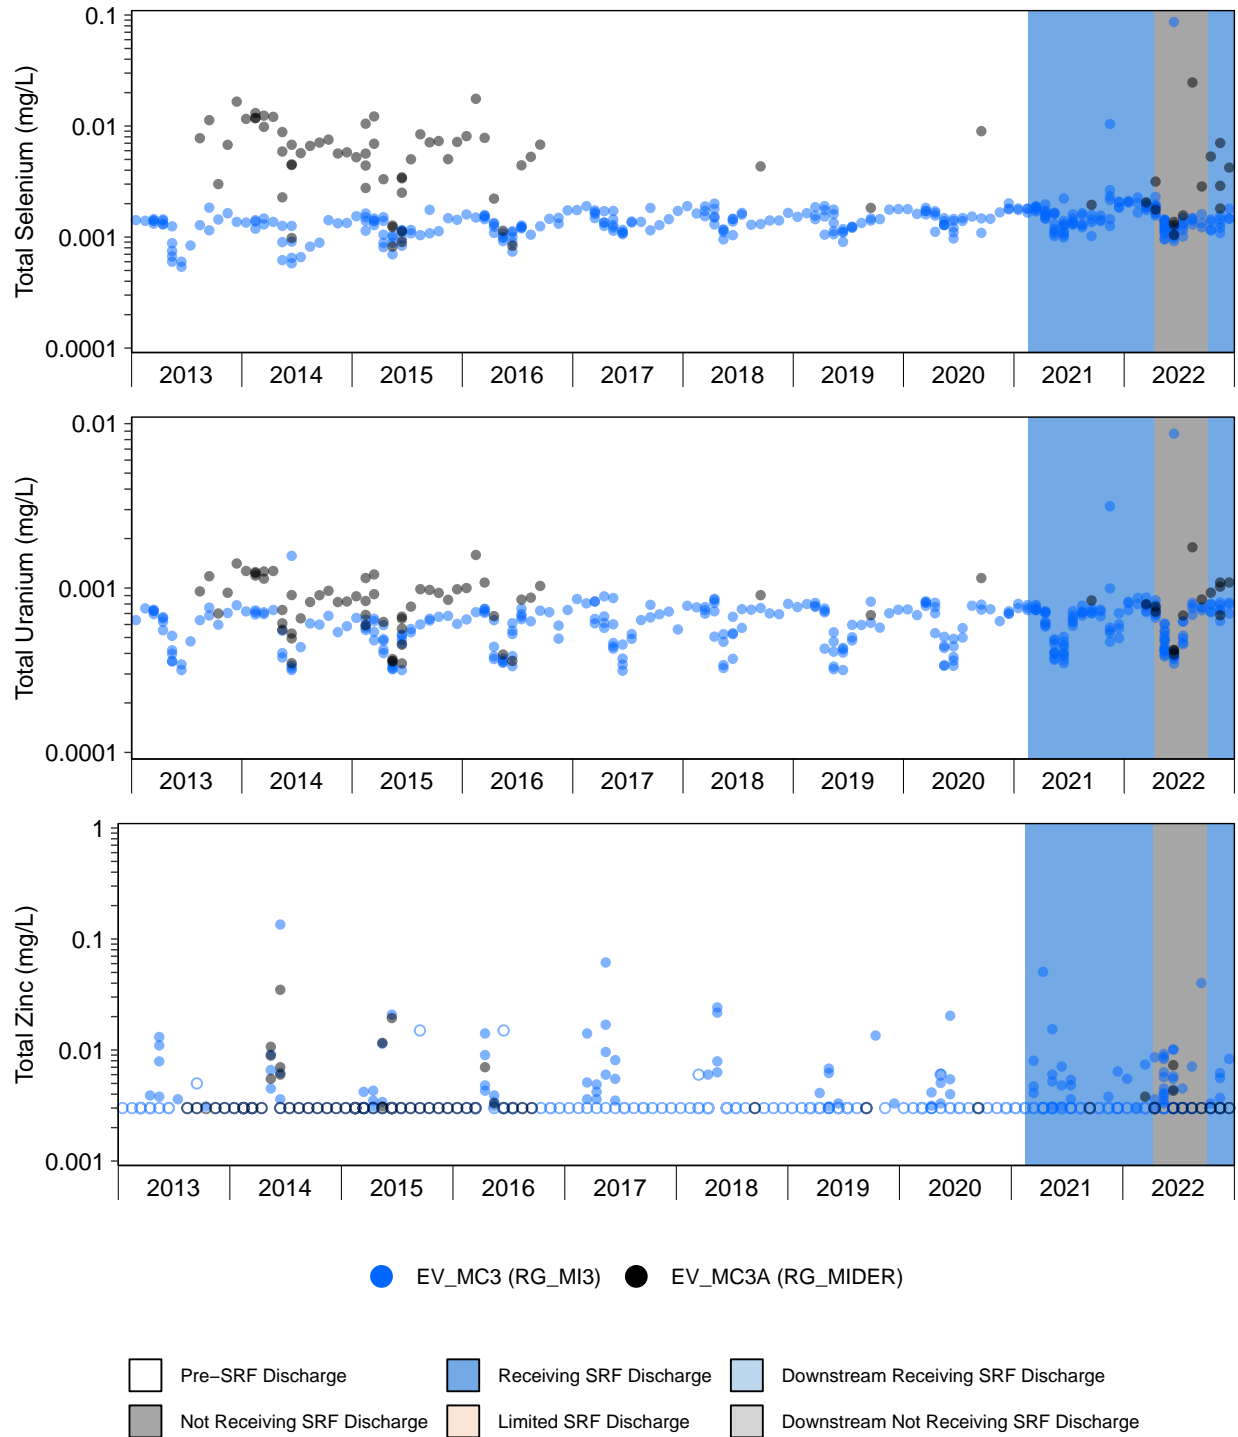 Total Selenium (mg/L)
0.1
0.01
0.001
0.0001
2013 2014 2015 2016 2017 2018 2019 2020 2021 2022
Total Uranium (mg/L)
0.01
0.001
0.0001
2013 2014 2015 2016 2017 2018 2019 2020 2021 2022
Total Zinc (mg/L)
1
0.1
0.01
0.001
2013 2014 2015 2016 2017 2018 2019 2020 2021 2022
EV_MC3 (RG_MI3) EV_MC3A (RG_MIDER)
Pre−SRF Discharge Receiving SRF Discharge Downstream Receiving SRF Discharge
Not Receiving SRF Discharge Limited SRF Discharge Downstream Not Receiving SRF Discharge